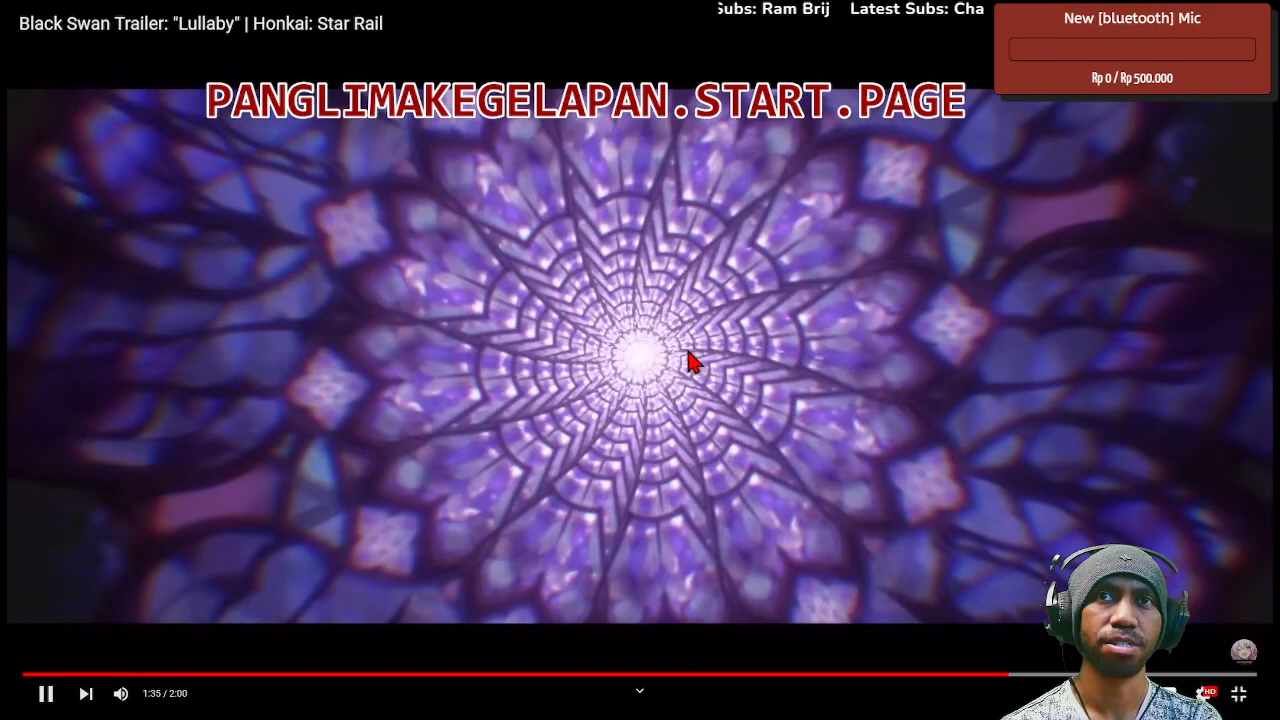 Black Swan Trailer: "Lullaby" | Honkai: Star Rail
Subs: Ram Brij Latest Subs: Cha
New [bluetooth] Mic
Rp 0 / Rp 500.000
PANGLIMAKEGELAPAN.START.PAGE
1:35 / 2:00
HD